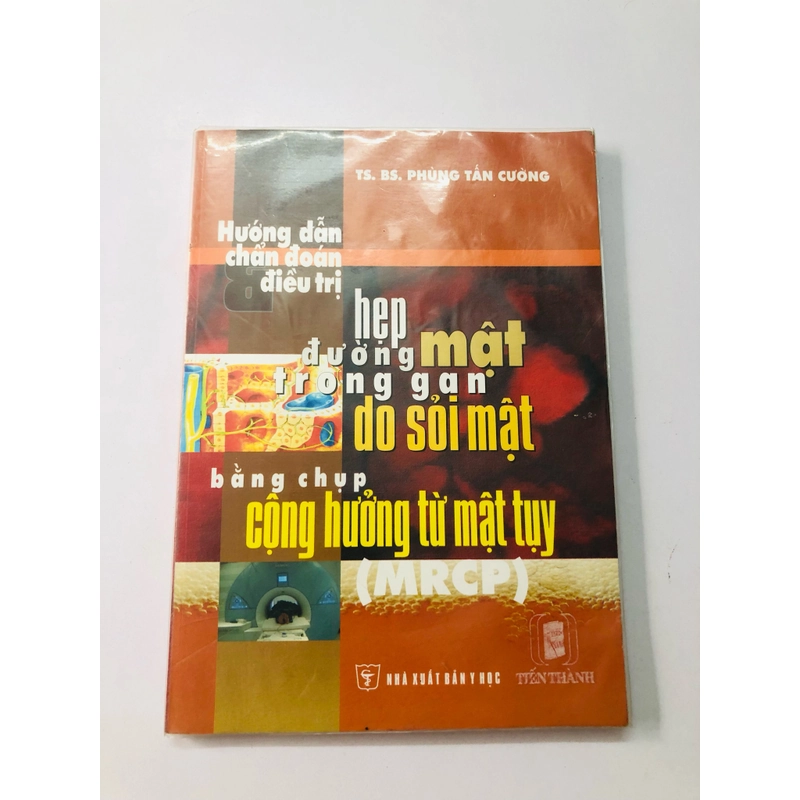 TS. BS. PHÙNG TẤN CƯỜNG
Hướng dẫn
chẩn đoán
&
điều trị
hẹp
đường mật
trong gan
do sỏi mật
bằng chụp
cộng hưởng từ mật tụy
(MRCP)
NHÀ XUẤT BẢN Y HỌC
TIẾN THÀNH